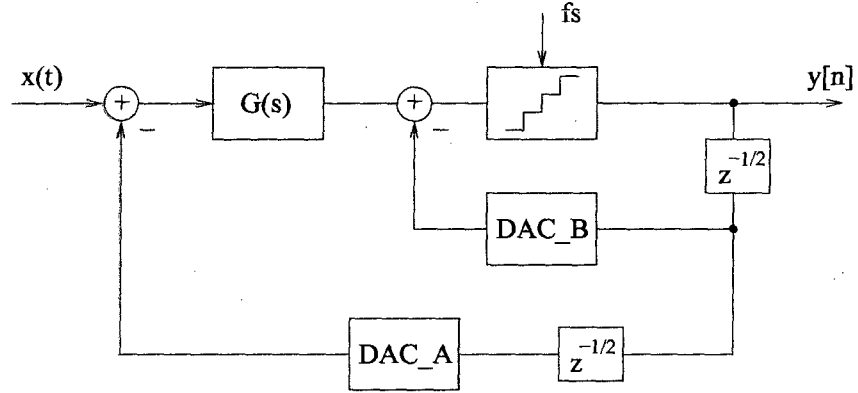 fs
x(t)
y[n]
+
G(s)
+
−
−
z^{-1/2}
DAC_B
DAC_A
z^{-1/2}